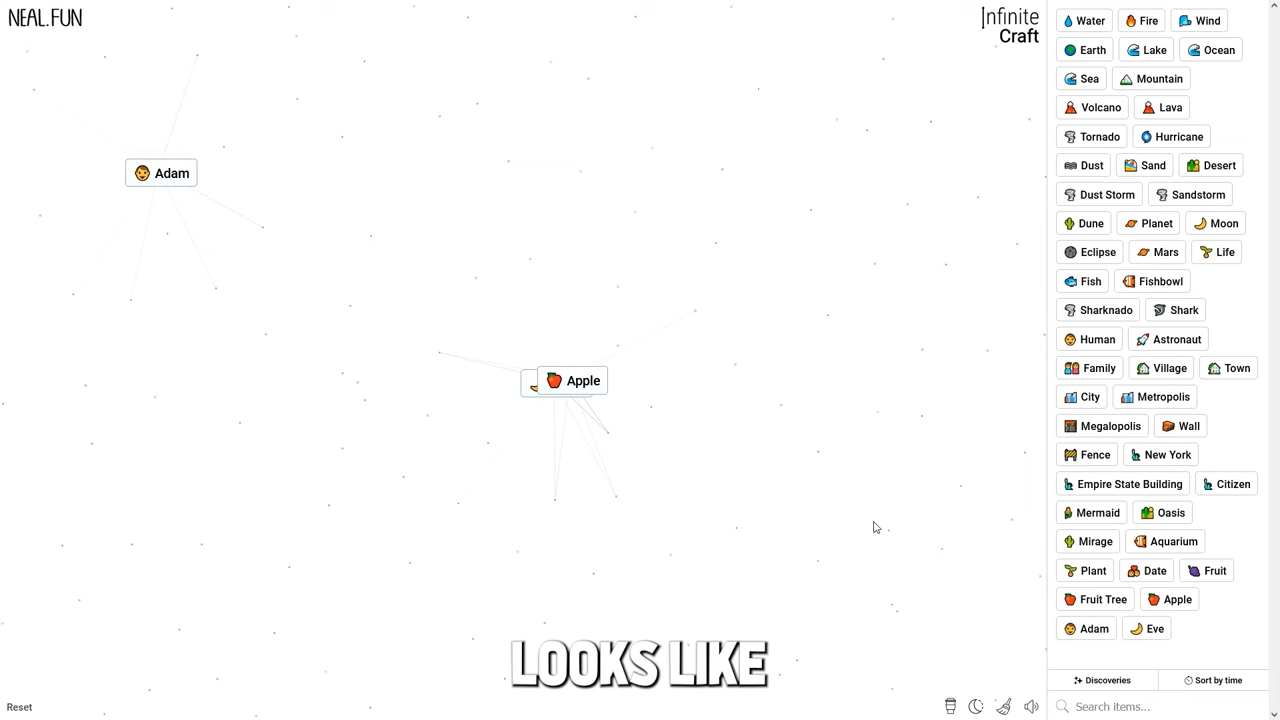 NEAL.FUN
Infinite
Craft
Adam
Apple
LOOKS LIKE
Reset
Water Fire Wind
Earth Lake Ocean
Sea Mountain
Volcano Lava
Tornado Hurricane
Dust Sand Desert
Dust Storm Sandstorm
Dune Planet Moon
Eclipse Mars Life
Fish Fishbowl
Sharknado Shark
Human Astronaut
Family Village Town
City Metropolis
Megalopolis Wall
Fence New York
Empire State Building Citizen
Mermaid Oasis
Mirage Aquarium
Plant Date Fruit
Fruit Tree Apple
Adam Eve
Discoveries Sort by time
Search items...